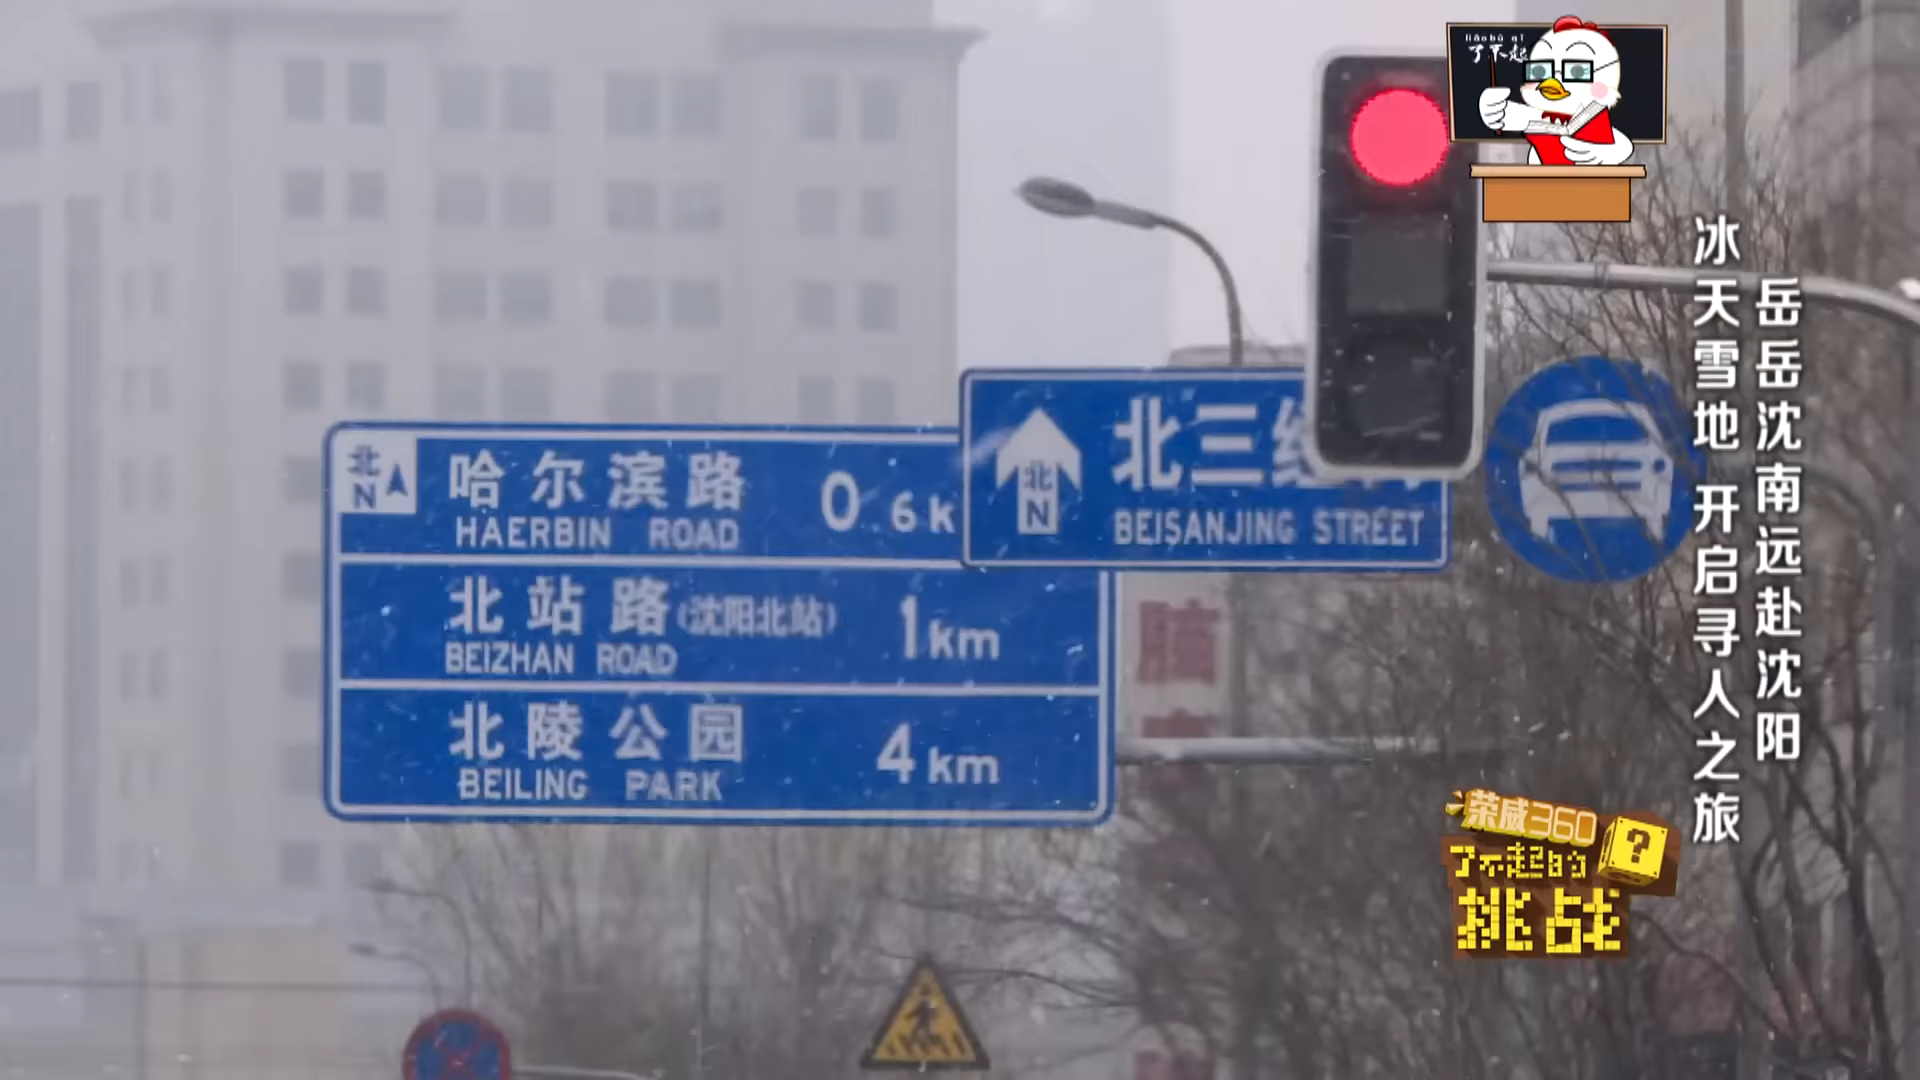 liǎo bù qǐ
了不起
北
N
哈尔滨路 0.6k
HAERBIN ROAD
北站路(沈阳北站) 1km
BEIZHAN ROAD
北陵公园 4km
BEILING PARK
北
N
北三
BEISANJING STREET
岳岳沈南远赴沈阳
冰天雪地 开启寻人之旅
荣威360
了不起的
挑战
?